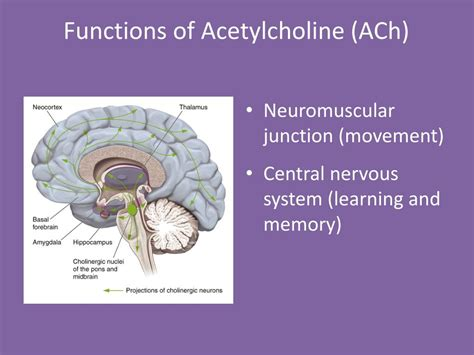 Functions of Acetylcholine (ACh)
Neocortex
Thalamus
Basal
forebrain
Amygdala
Hippocampus
Cholinergic nuclei
of the pons and
midbrain
Projections of cholinergic neurons
• Neuromuscular
junction (movement)
• Central nervous
system (learning and
memory)